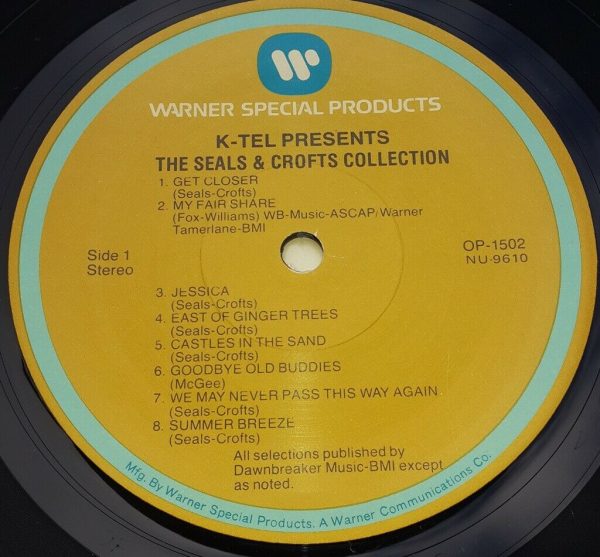 WARNER SPECIAL PRODUCTS
K-TEL PRESENTS
THE SEALS & CROFTS COLLECTION
1. GET CLOSER
(Seals-Crofts)
2. MY FAIR SHARE
(Fox-Williams) WB-Music-ASCAP/Warner
Tamerlane-BMI
Side 1
Stereo
OP-1502
NU-9610
3. JESSICA
(Seals-Crofts)
4. EAST OF GINGER TREES
(Seals-Crofts)
5. CASTLES IN THE SAND
(Seals-Crofts)
6. GOODBYE OLD BUDDIES
(McGee)
7. WE MAY NEVER PASS THIS WAY AGAIN
(Seals-Crofts)
8. SUMMER BREEZE
(Seals-Crofts)
All selections published by
Dawnbreaker Music-BMI except
as noted.
Mfg. By Warner Special Products. A Warner Communications Co.